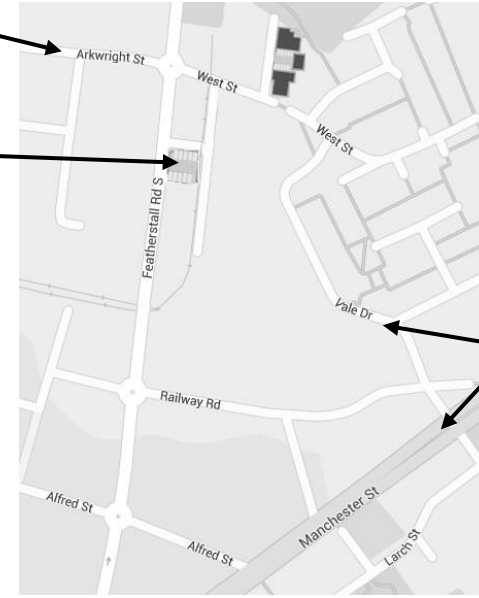 Arkwright St
West St
West St
Featherstall Rd S
Vale Dr
Railway Rd
Alfred St
Manchester St
Alfred St
Larch St